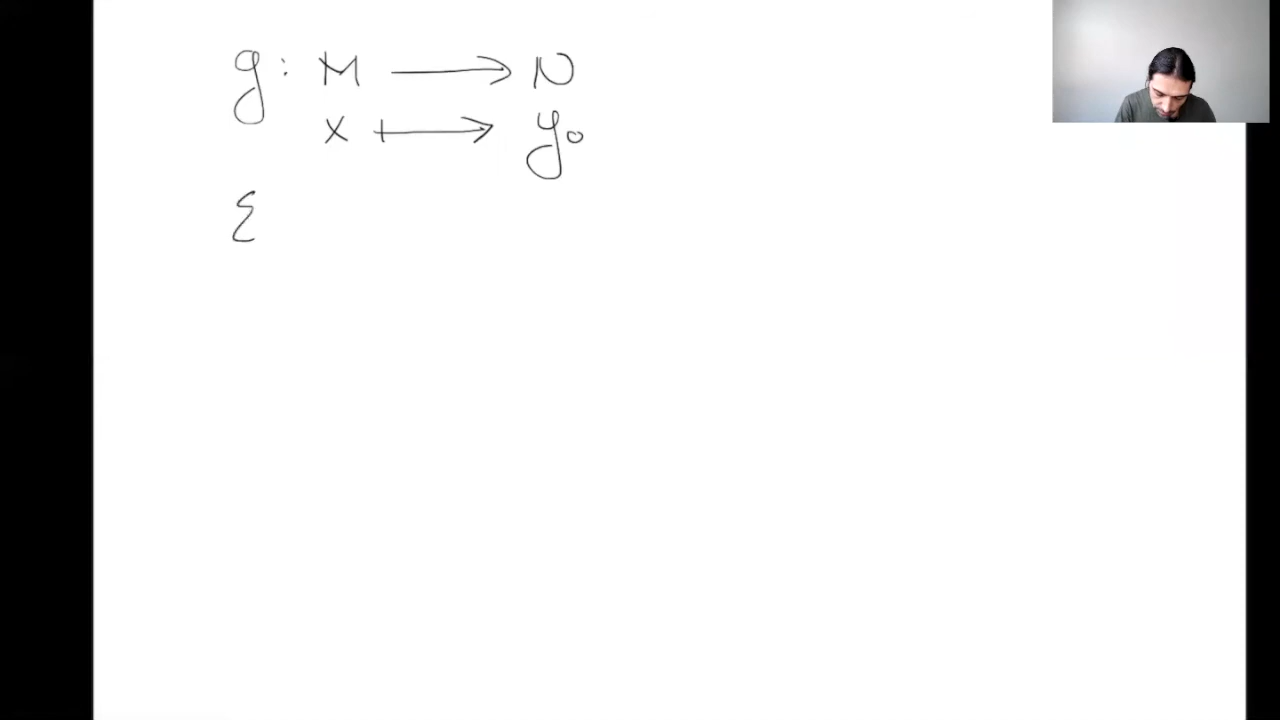 g: M ⟶ N
x ⟼ y₀
ε